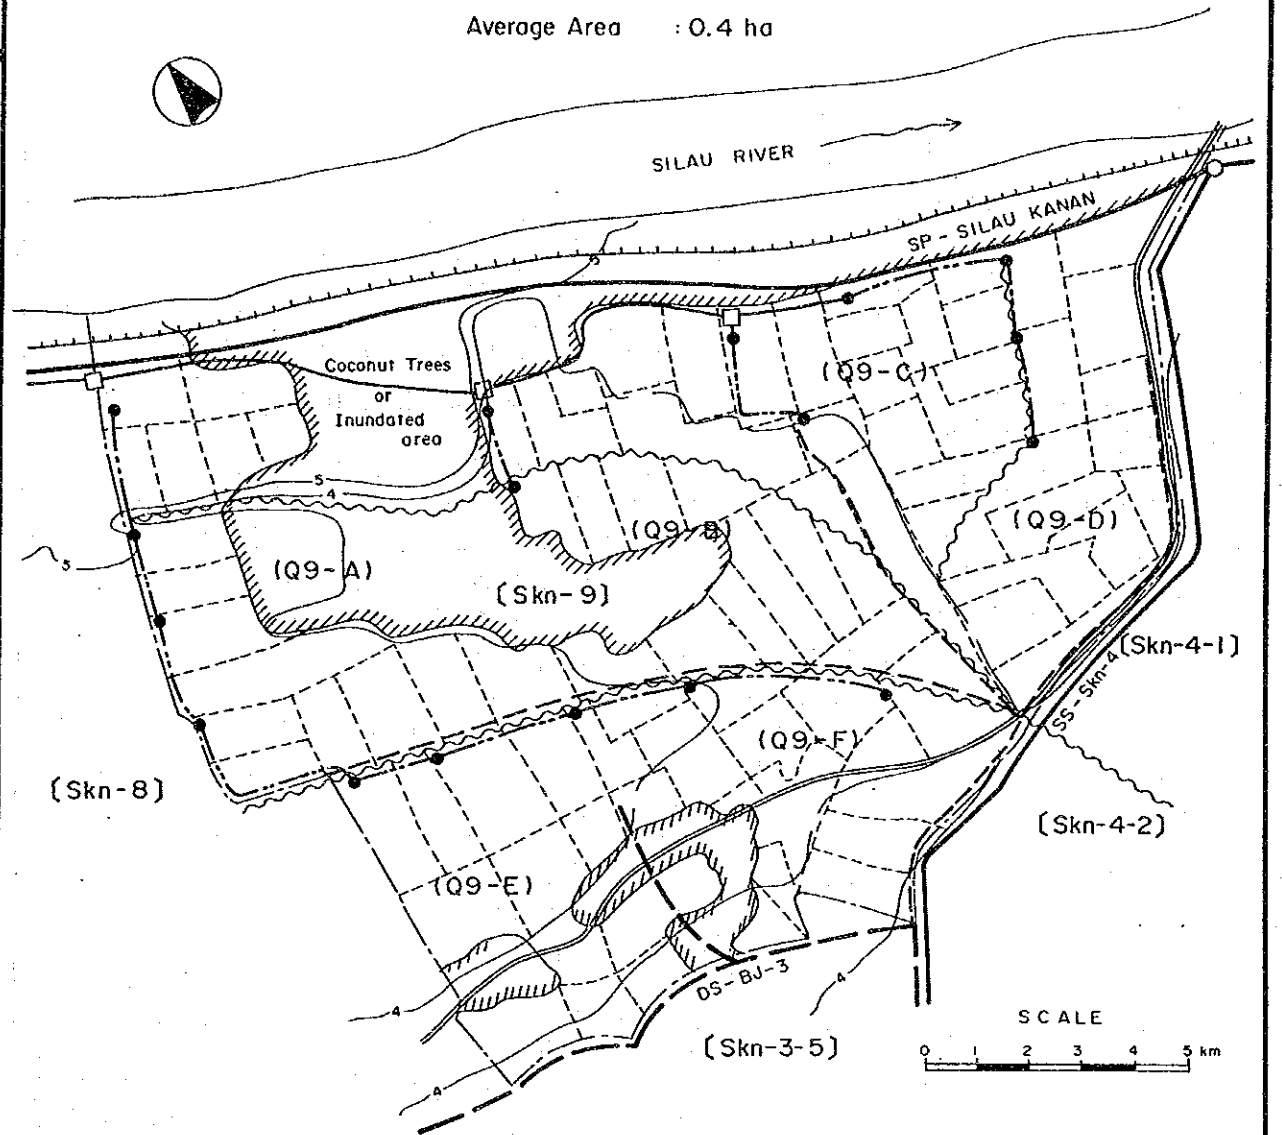 Average Area : 0.4 ha
SILAU RIVER
SP - SILAU KANAN
5
Coconut Trees
or
Inundated
area
(Q9-C)
5
4
(Q9-B)
(Q9-D)
5
(Q9-A)
[Skn-9]
[Skn-4-1]
SS-Skn-4
(Q9-F)
[Skn-8]
[Skn-4-2]
(Q9-E)
DS-BJ-3
4
4
SCALE
[Skn-3-5]
0 1 2 3 4 5 km
4